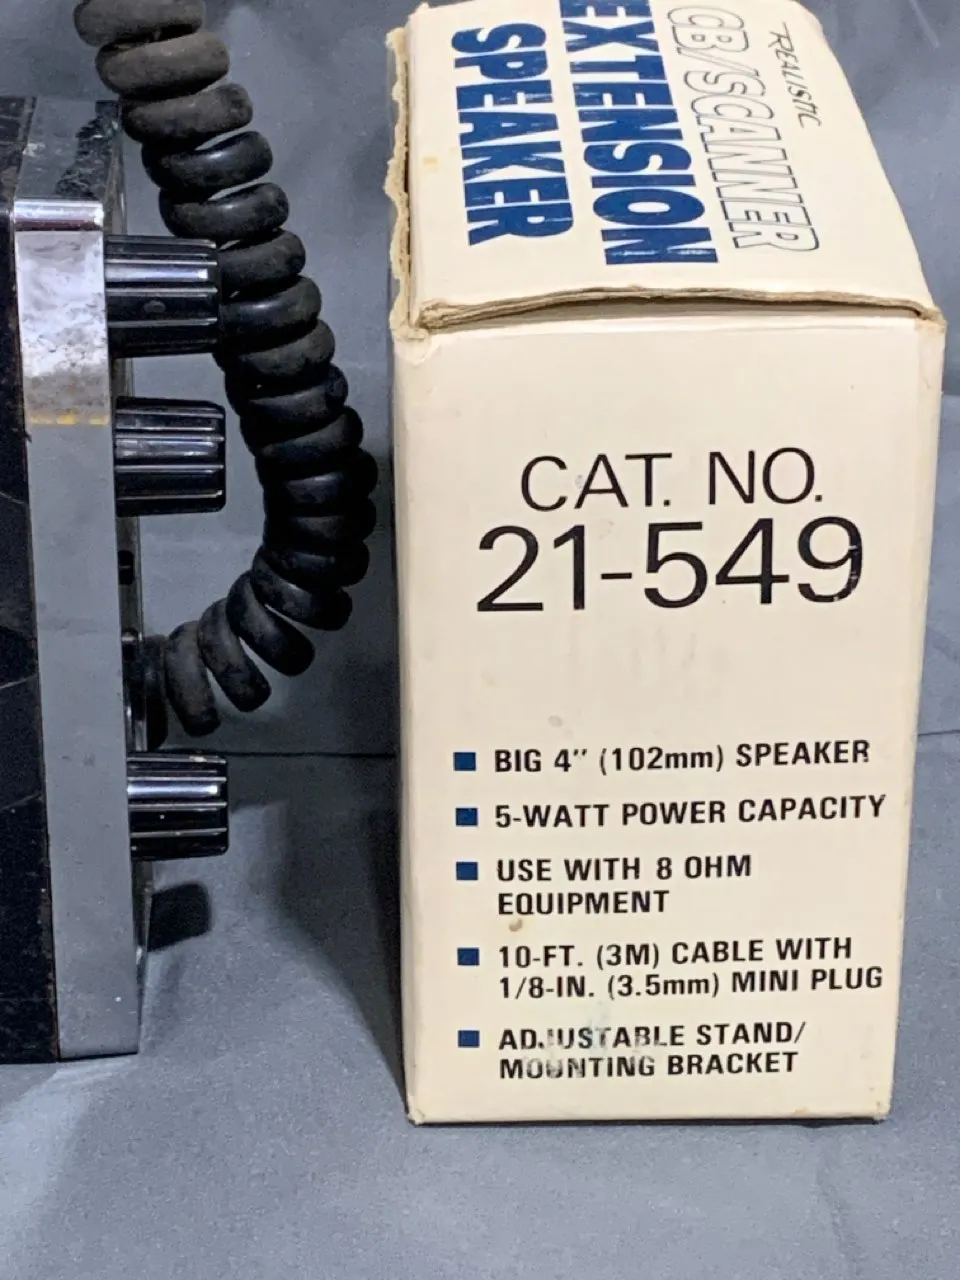 REALISTIC
CB/SCANNER
EXTENSION
SPEAKER
CAT. NO.
21-549
■ BIG 4" (102mm) SPEAKER
■ 5-WATT POWER CAPACITY
■ USE WITH 8 OHM
EQUIPMENT
■ 10-FT. (3M) CABLE WITH
1/8-IN. (3.5mm) MINI PLUG
■ ADJUSTABLE STAND/
MOUNTING BRACKET